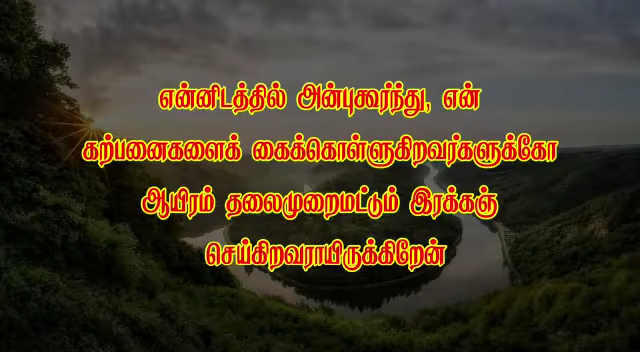 என்னிடத்தில் அன்புகூர்ந்து, என்
கற்பனைகளைக் கைக்கொள்ளுகிறவர்களுக்கோ
ஆயிரம் தலைமுறைமட்டும் இரக்கஞ்
செய்கிறவராயிருக்கிறேன்